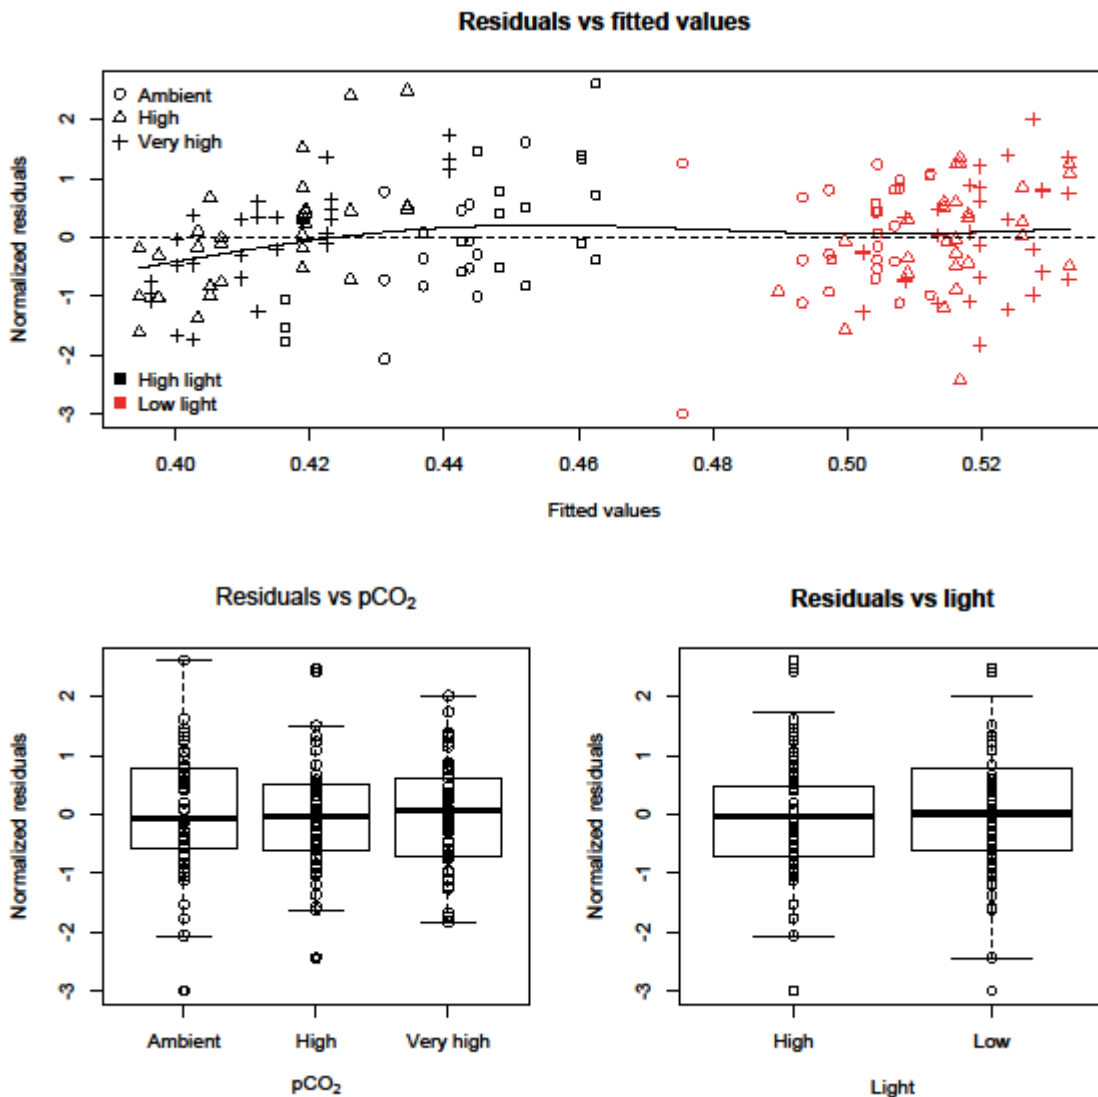 Residuals vs fitted values
Normalized residuals
2
1
0
-1
-2
-3
Ambient
High
Very high
High light
Low light
0.40 0.42 0.44 0.46 0.48 0.50 0.52
Fitted values
Residuals vs pCO₂
Normalized residuals
2
1
0
-1
-2
-3
Ambient High Very high
pCO₂
Residuals vs light
Normalized residuals
2
1
0
-1
-2
-3
High Low
Light